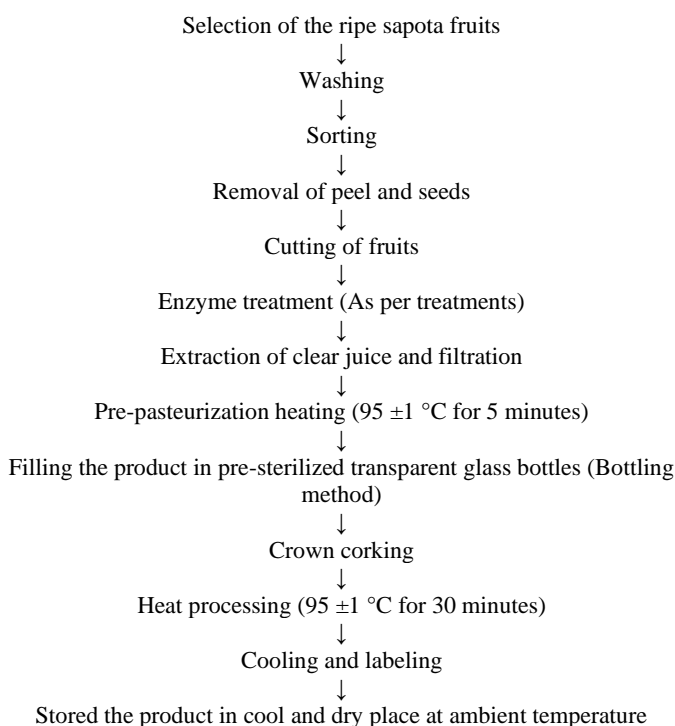 Selection of the ripe sapota fruits
↓
Washing
↓
Sorting
↓
Removal of peel and seeds
↓
Cutting of fruits
↓
Enzyme treatment (As per treatments)
↓
Extraction of clear juice and filtration
↓
Pre-pasteurization heating (95 ±1 °C for 5 minutes)
↓
Filling the product in pre-sterilized transparent glass bottles (Bottling
method)
↓
Crown corking
↓
Heat processing (95 ±1 °C for 30 minutes)
↓
Cooling and labeling
↓
Stored the product in cool and dry place at ambient temperature